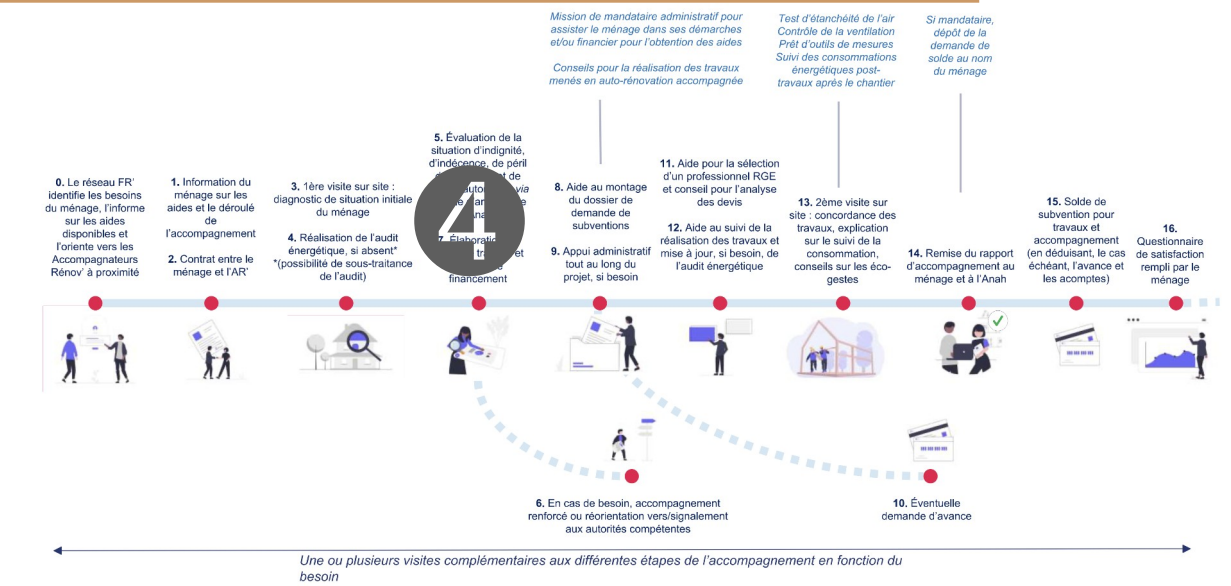 Mission de mandataire administratif pour
assister le ménage dans ses démarches
et/ou financier pour l'obtention des aides
Conseils pour la réalisation des travaux
menés en auto-rénovation accompagnée
Test d'étanchéité de l'air
Contrôle de la ventilation
Prêt d'outils de mesures
Suivi des consommations
énergétiques post-
travaux après le chantier
Si mandataire,
dépôt de la
demande de
solde au nom
du ménage
0. Le réseau FR'
identifie les besoins
du ménage, l'informe
sur les aides
disponibles et
l'oriente vers les
Accompagnateurs
Rénov' à proximité
1. Information du
ménage sur les
aides et le déroulé
de
l'accompagnement
2. Contrat entre le
ménage et l'AR'
3. 1ère visite sur site :
diagnostic de situation initiale
du ménage
4. Réalisation de l'audit
énergétique, si absent*
*(possibilité de sous-traitance
de l'audit)
5. Évaluation de la
situation d'indignité,
d'indécence, de péril
et de
via
financement
4
8. Aide au montage
du dossier de
demande de
subventions
9. Appui administratif
tout au long du
projet, si besoin
11. Aide pour la sélection
d'un professionnel RGE
et conseil pour l'analyse
des devis
12. Aide au suivi de la
réalisation des travaux et
mise à jour, si besoin, de
l'audit énergétique
13. 2ème visite sur
site : concordance des
travaux, explication
sur le suivi de la
consommation,
conseils sur les éco-
gestes
14. Remise du rapport
d'accompagnement au
ménage et à l'Anah
15. Solde de
subvention pour
travaux et
accompagnement
(en déduisant, le cas
échéant, l'avance et
les acomptes)
16.
Questionnaire
de satisfaction
rempli par le
ménage
6. En cas de besoin, accompagnement
renforcé ou réorientation vers/signalement
aux autorités compétentes
10. Éventuelle
demande d'avance
Une ou plusieurs visites complémentaires aux différentes étapes de l'accompagnement en fonction du
besoin